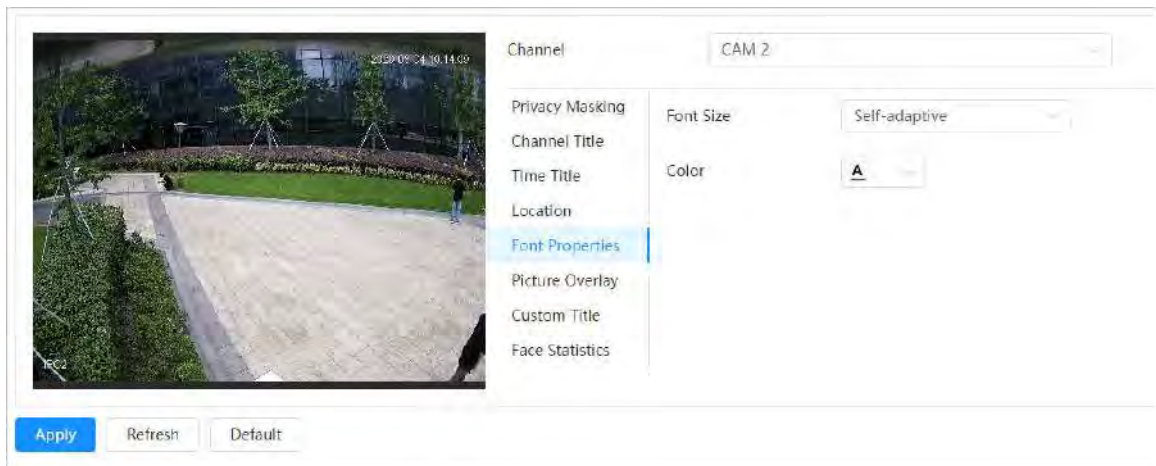 Channel
CAM 2
Privacy Masking
Channel Title
Time Title
Location
Font Properties
Picture Overlay
Custom Title
Face Statistics
Font Size
Self-adaptive
Color
A
IPC2
Apply
Refresh
Default